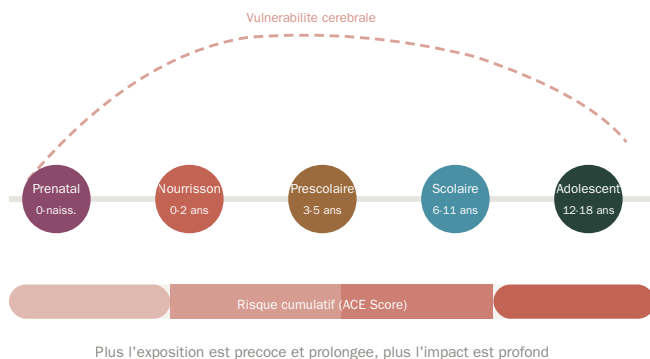 Vulnerabilite cerebrale
Prenatal
0-naiss.
Nourrisson
0-2 ans
Prescolaire
3-5 ans
Scolaire
6-11 ans
Adolescent
12-18 ans
Risque cumulatif (ACE Score)
Plus l'exposition est precoce et prolongee, plus l'impact est profond